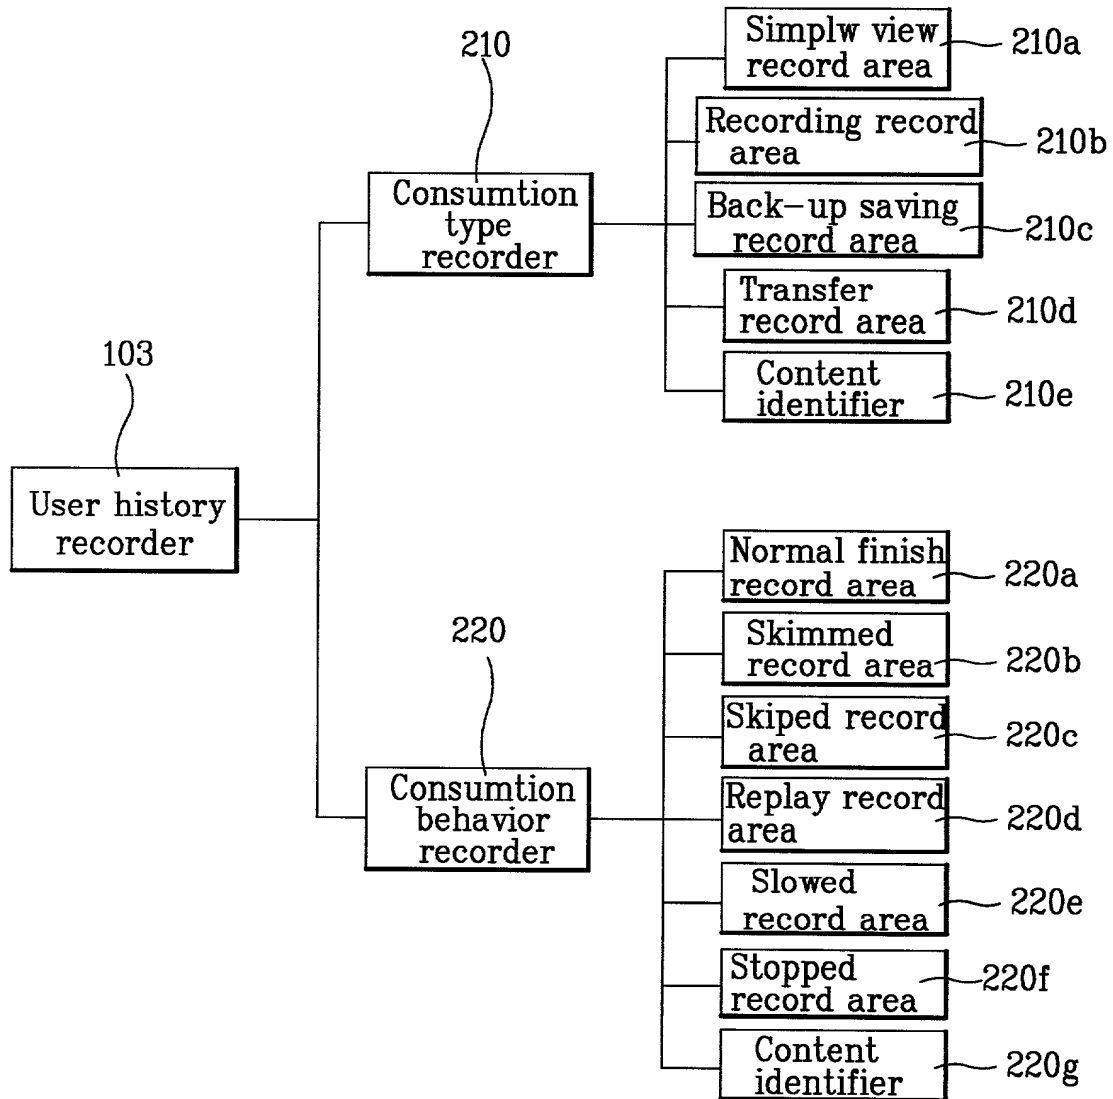 210
Simplw view
record area
210a
Recording record
area
210b
Consumtion
type
recorder
Back-up saving
record area
210c
Transfer
record area
210d
Content
identifier
210e
103
User history
recorder
220
Consumtion
behavior
recorder
Normal finish
record area
220a
Skimmed
record area
220b
Skiped record
area
220c
Replay record
area
220d
Slowed
record area
220e
Stopped
record area
220f
Content
identifier
220g